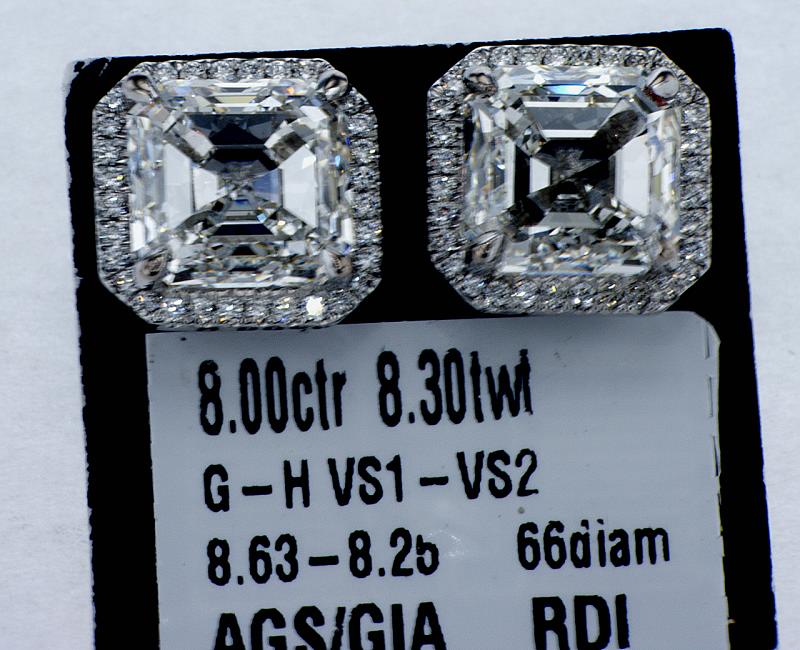 8.00ctr 8.30twt
G-H VS1-VS2
8.63-8.25 66diam
AGS/GIA RDI